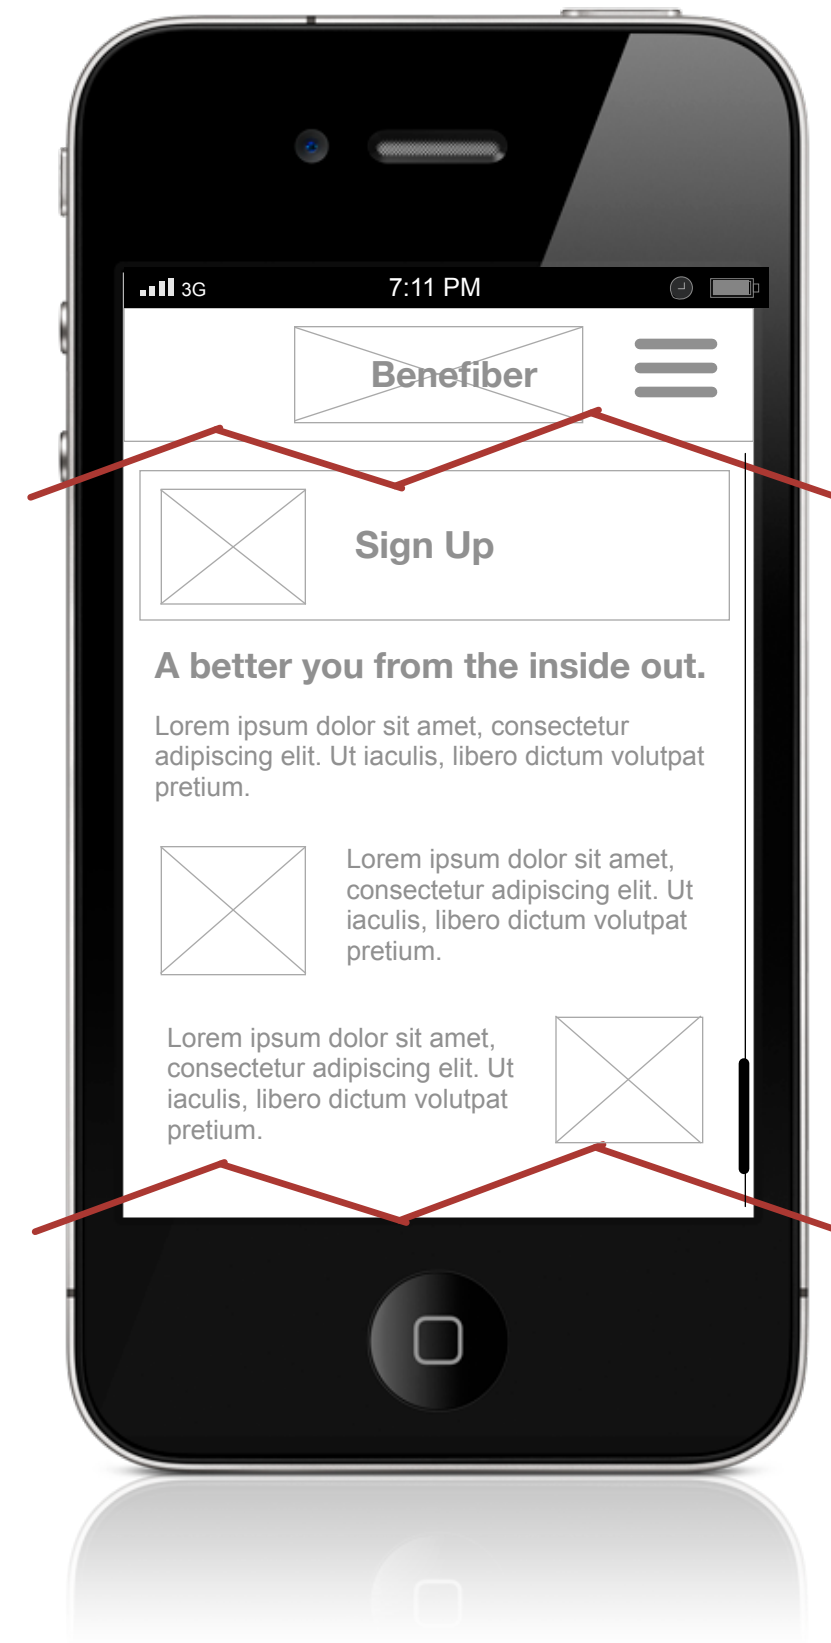 3G 7:11 PM
Benefiber
Sign Up
A better you from the inside out.
Lorem ipsum dolor sit amet, consectetur
adipiscing elit. Ut iaculis, libero dictum volutpat
pretium.
Lorem ipsum dolor sit amet,
consectetur adipiscing elit. Ut
iaculis, libero dictum volutpat
pretium.
Lorem ipsum dolor sit amet,
consectetur adipiscing elit. Ut
iaculis, libero dictum volutpat
pretium.